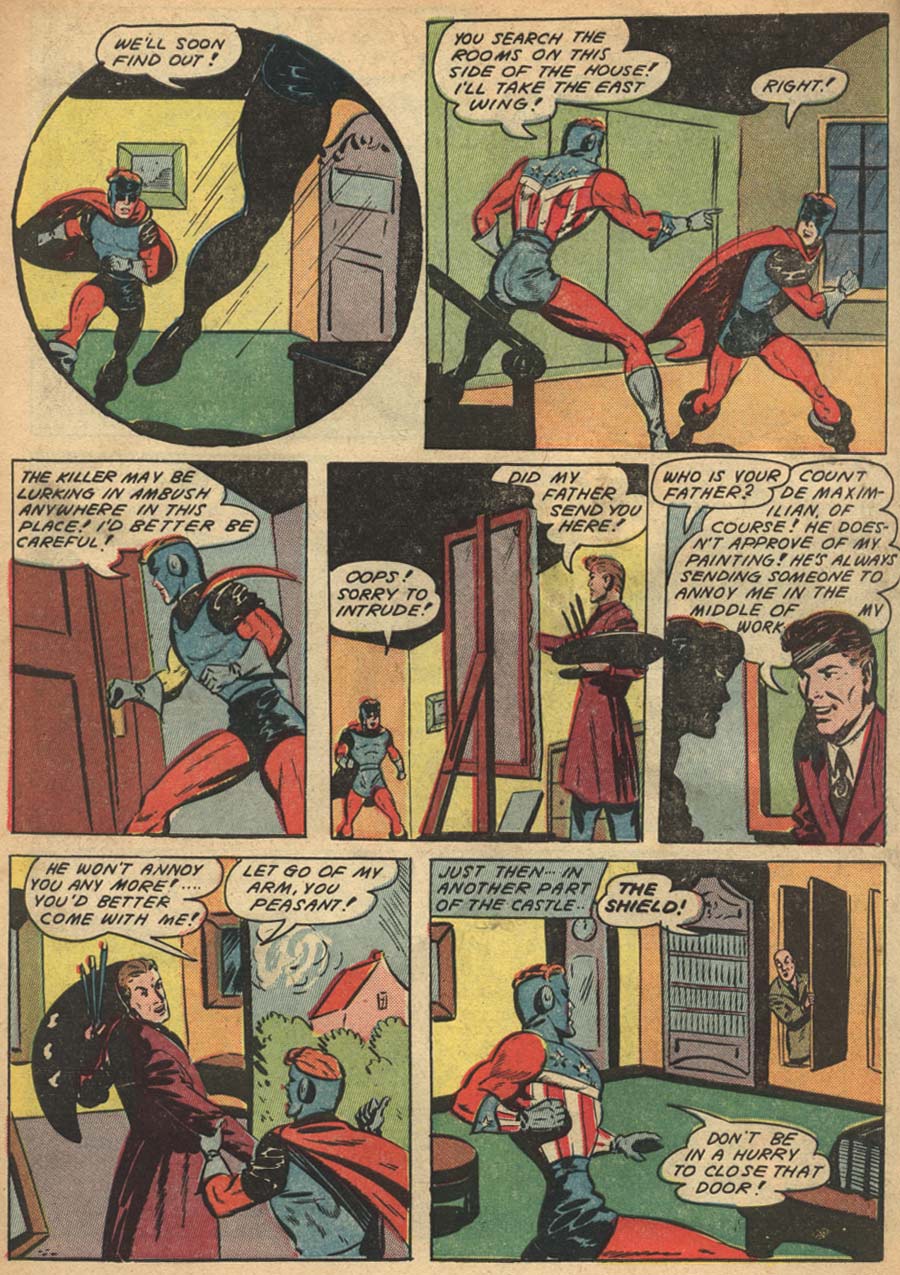 WE'LL SOON
FIND OUT!
YOU SEARCH THE
ROOMS ON THIS
SIDE OF THE HOUSE!
I'LL TAKE THE EAST
WING!
RIGHT!
THE KILLER MAY BE
LURKING IN AMBUSH
ANYWHERE IN THIS
PLACE! I'D BETTER BE
CAREFUL!
OOPS!
SORRY TO
INTRUDE!
DID MY
FATHER
SEND YOU
HERE!
WHO IS YOUR
FATHER?
COUNT
DE MAXIM-
ILIAN, OF
COURSE! HE DOES-
N'T APPROVE OF MY
PAINTING! HE'S ALWAYS
SENDING SOMEONE TO
ANNOY ME IN THE
MIDDLE OF MY
WORK
HE WON'T ANNOY
YOU ANY MORE!....
YOU'D BETTER
COME WITH ME!
LET GO OF MY
ARM, YOU
PEASANT!
JUST THEN--- IN
ANOTHER PART
OF THE CASTLE..
THE
SHIELD!
DON'T BE
IN A HURRY
TO CLOSE THAT
DOOR!